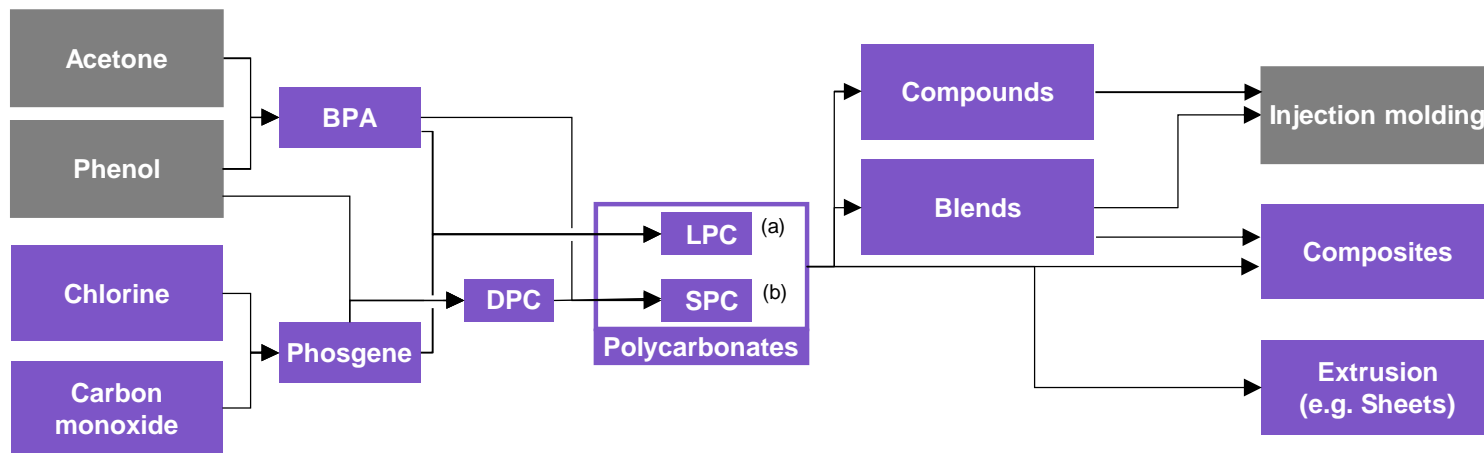 Acetone
Phenol
Chlorine
Carbon
monoxide
BPA
Phosgene
DPC
LPC (a)
SPC (b)
Polycarbonates
Compounds
Blends
Injection molding
Composites
Extrusion
(e.g. Sheets)